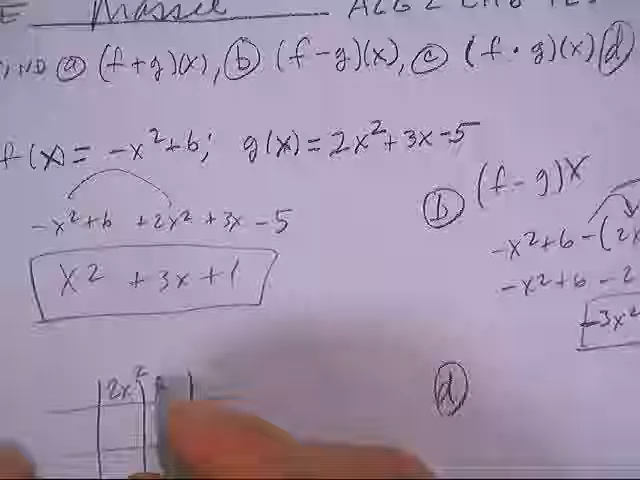 ALG 2
IND ⓐ (f+g)(x), ⓑ (f-g)(x), ⓒ (f·g)(x) ⓓ
f(x) = -x²+6; g(x) = 2x²+3x-5
-x²+6 +2x²+3x-5
x² +3x+1
ⓑ (f-g)x
-x²+6-(2x
-x²+6-2
-3x²
2x²
ⓓ